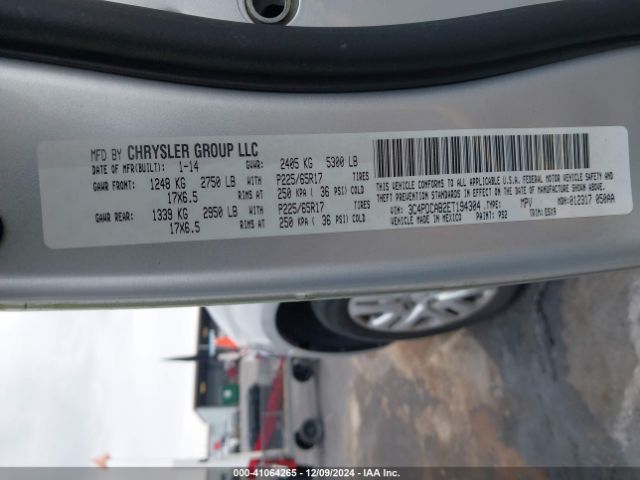 MFD BY CHRYSLER GROUP LLC
DATE OF MFR(BUILT): 1-14 GVWR: 2405 KG 5300 LB
GAWR FRONT: 1248 KG 2750 LB WITH P225/65R17 TIRES
17X6.5 RIMS AT 250 KPA ( 36 PSI) COLD
GAWR REAR: 1339 KG 2950 LB WITH P225/65R17 TIRES
17X6.5 RIMS AT 250 KPA ( 36 PSI) COLD
THIS VEHICLE CONFORMS TO ALL APPLICABLE U.S.A. FEDERAL MOTOR VEHICLE SAFETY
AND THEFT PREVENTION STANDARDS IN EFFECT ON THE DATE OF MANUFACTURE SHOWN ABOVE
VIN: 3C4PDCAB2ET194304 TYPE: MPV MDH: 012317 050AA
VEHICLE MADE IN MEXICO PAINT: PS2 TRIM:
000-41064265 - 12/09/2024 - IAA Inc.